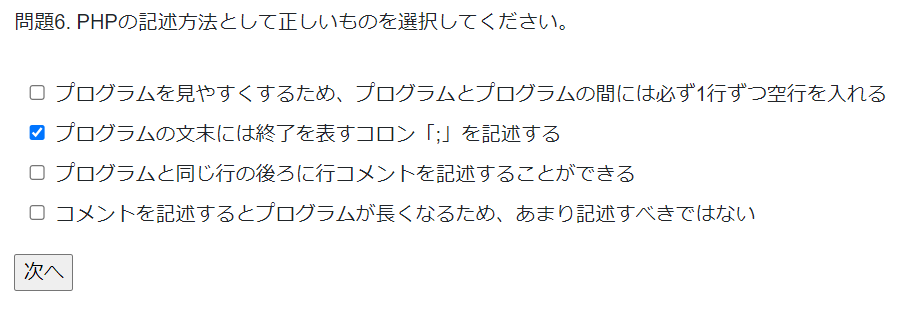 問題6. PHPの記述方法として正しいものを選択してください。
プログラムを見やすくするため、プログラムとプログラムの間には必ず1行ずつ空行を入れる
プログラムの文末には終了を表すコロン「;」を記述する
プログラムと同じ行の後ろに行コメントを記述することができる
コメントを記述するとプログラムが長くなるため、あまり記述すべきではない
次へ